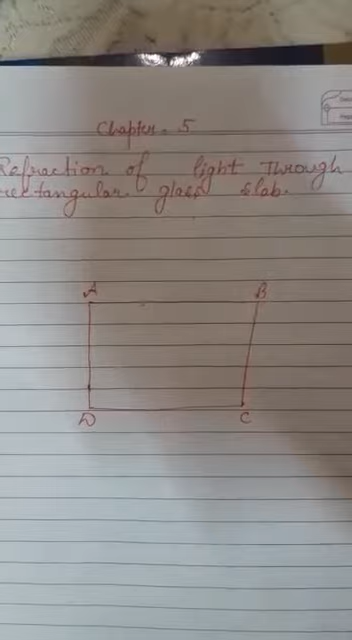 Chapter - 5
Refraction of light Through
rectangular glass slab.
A B
D C